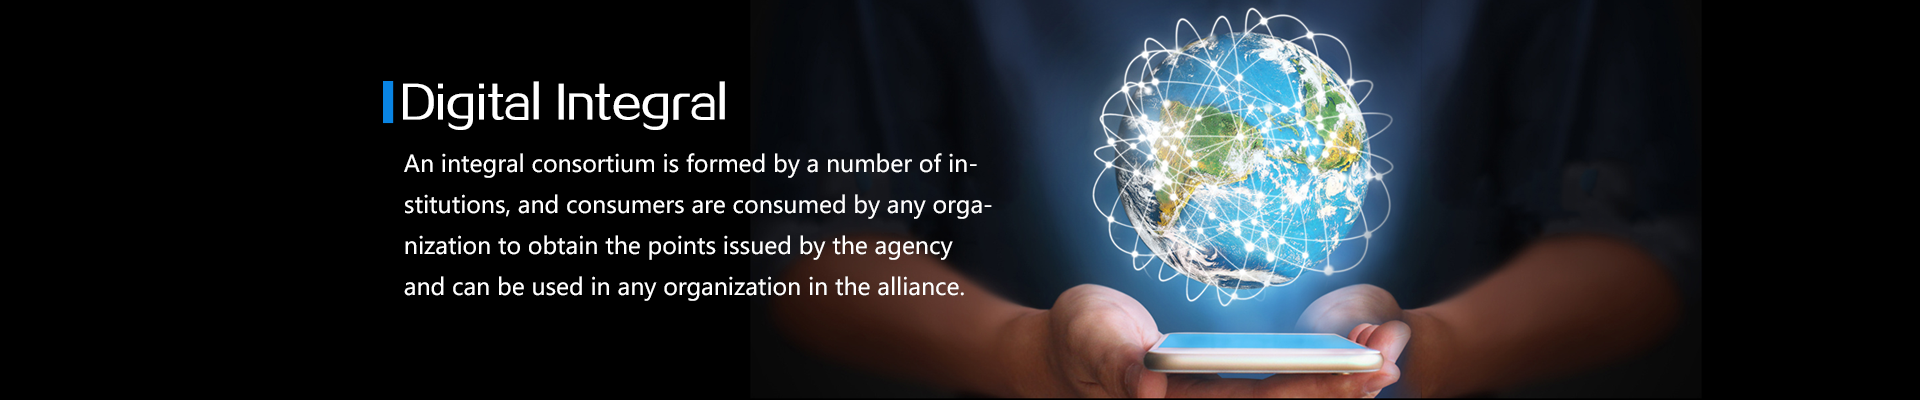 Digital Integral
An integral consortium is formed by a number of in-
stitutions, and consumers are consumed by any orga-
nization to obtain the points issued by the agency
and can be used in any organization in the alliance.